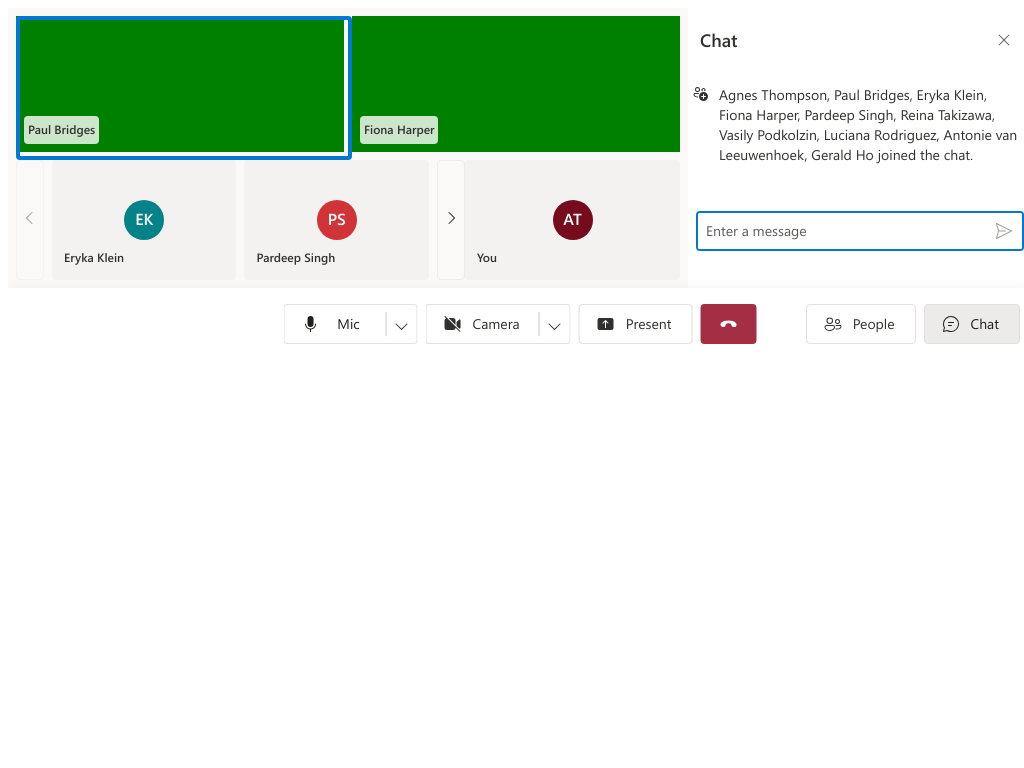 Paul Bridges
Fiona Harper
EK
Eryka Klein
PS
Pardeep Singh
AT
You
Chat
Agnes Thompson, Paul Bridges, Eryka Klein,
Fiona Harper, Pardeep Singh, Reina Takizawa,
Vasily Podkolzin, Luciana Rodriguez, Antonie van
Leeuwenhoek, Gerald Ho joined the chat.
Enter a message
Mic
Camera
Present
People
Chat